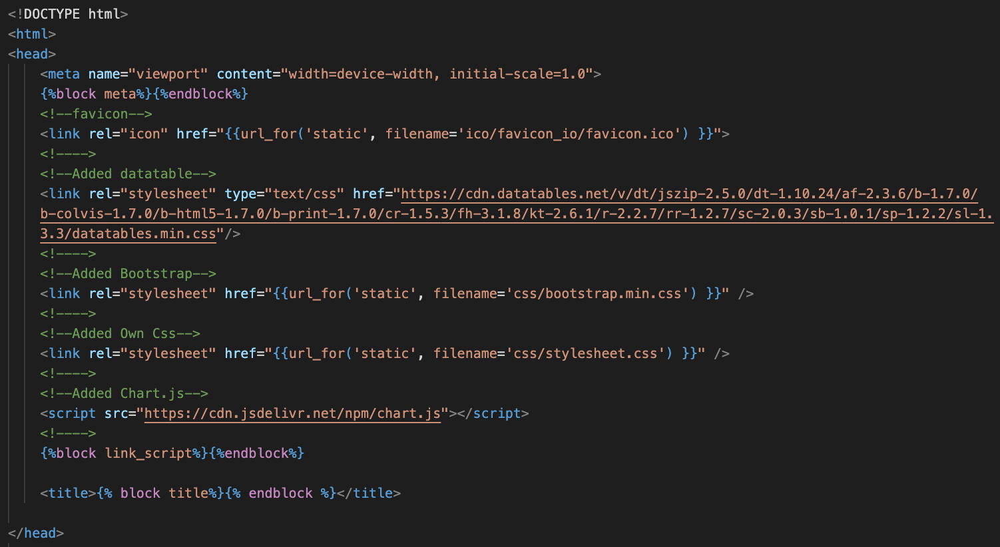 <!DOCTYPE html>
<html>
<head>
<meta name="viewport" content="width=device-width, initial-scale=1.0">
{%block meta%}{%endblock%}
<!--favicon-->
<link rel="icon" href="{{url_for('static', filename='ico/favicon_io/favicon.ico') }}">
<!---->
<!--Added datatable-->
<link rel="stylesheet" type="text/css" href="https://cdn.datatables.net/v/dt/jszip-2.5.0/dt-1.10.24/af-2.3.6/b-1.7.0/
b-colvis-1.7.0/b-html5-1.7.0/b-print-1.7.0/cr-1.5.3/fh-3.1.8/kt-2.6.1/r-2.2.7/rr-1.2.7/sc-2.0.3/sb-1.0.1/sp-1.2.2/sl-1.
3.3/datatables.min.css"/>
<!---->
<!--Added Bootstrap-->
<link rel="stylesheet" href="{{url_for('static', filename='css/bootstrap.min.css') }}" />
<!---->
<!--Added Own Css-->
<link rel="stylesheet" href="{{url_for('static', filename='css/stylesheet.css') }}" />
<!---->
<!--Added Chart.js-->
<script src="https://cdn.jsdelivr.net/npm/chart.js"></script>
<!---->
{%block link_script%}{%endblock%}
<title>{% block title%}{% endblock %}</title>
</head>